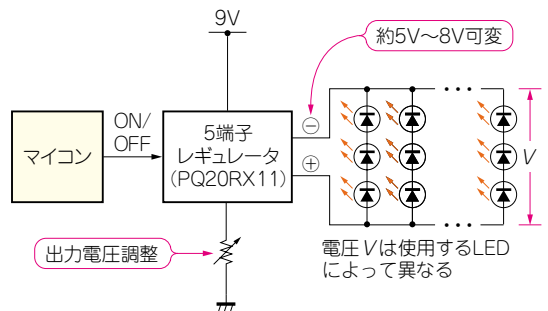 9V
約5V～8V可変
マイコン
ON/
OFF
5端子
レギュレータ
(PQ20RX11)
⊖
⊕
V
出力電圧調整
電圧Vは使用するLED
によって異なる